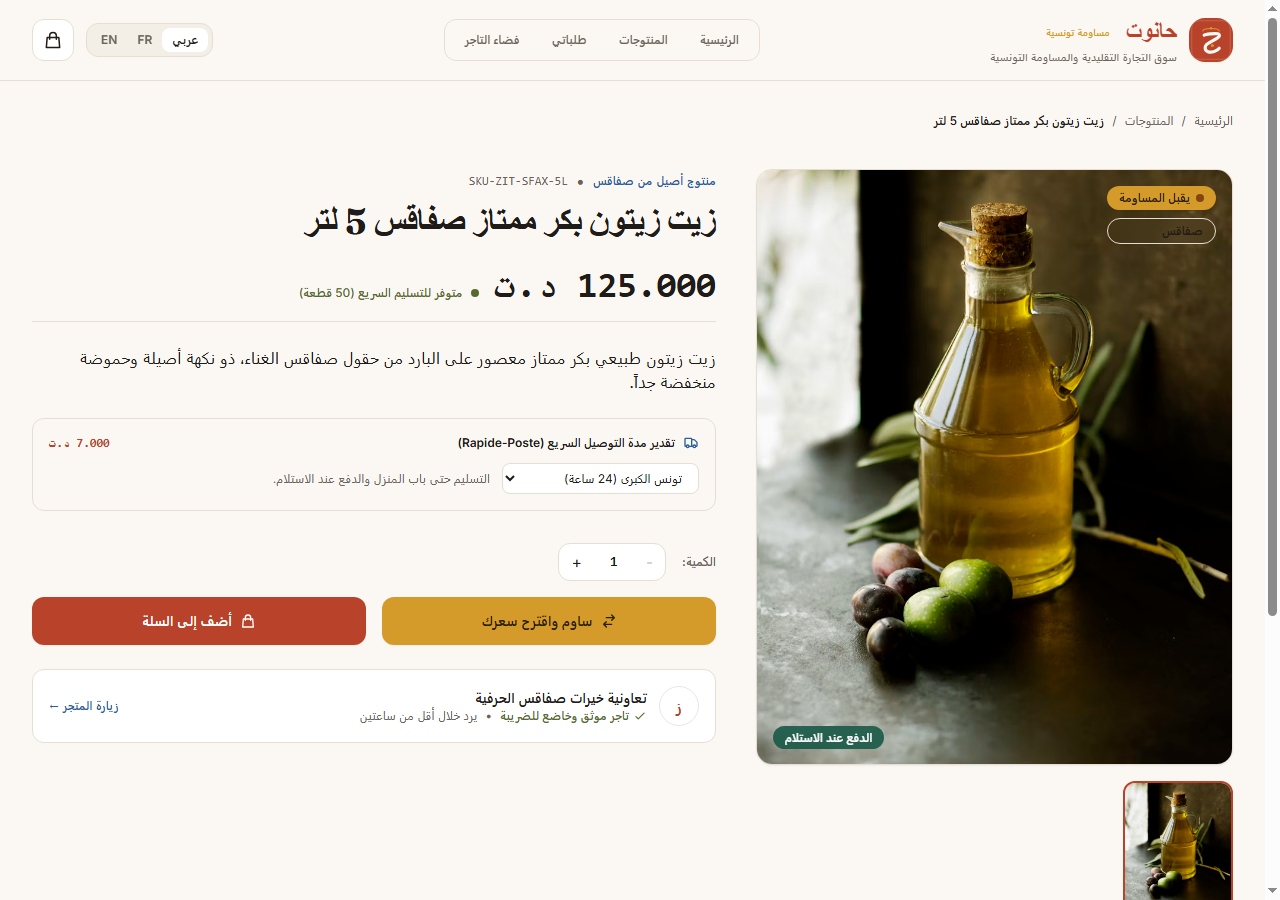 حانوت مساومة تونسية
سوق التجارة التقليدية والمساومة التونسية
الرئيسية المنتوجات طلباتي فضاء التاجر
عربي FR EN
الرئيسية / المنتوجات / زيت زيتون بكر ممتاز صفاقس 5 لتر
يقبل المساومة
صفاقس
الدفع عند الاستلام
منتوج أصيل من صفاقس • SKU-ZIT-SFAX-5L
زيت زيتون بكر ممتاز صفاقس 5 لتر
125.000 د.ت متوفر للتسليم السريع (50 قطعة)
زيت زيتون طبيعي بكر ممتاز معصور على البارد من حقول صفاقس الغناء، ذو نكهة أصيلة وحموضة
منخفضة جداً.
تقدير مدة التوصيل السريع (Rapide-Poste) 7.000 د.ت
تونس الكبرى (24 ساعة) التسليم حتى باب المنزل والدفع عند الاستلام.
الكمية: - 1 +
ساوم واقترح سعرك
أضف إلى السلة
ز
تعاونية خيرات صفاقس الحرفية
تاجر موثق وخاضع للضريبة • يرد خلال أقل من ساعتين
زيارة المتجر ←